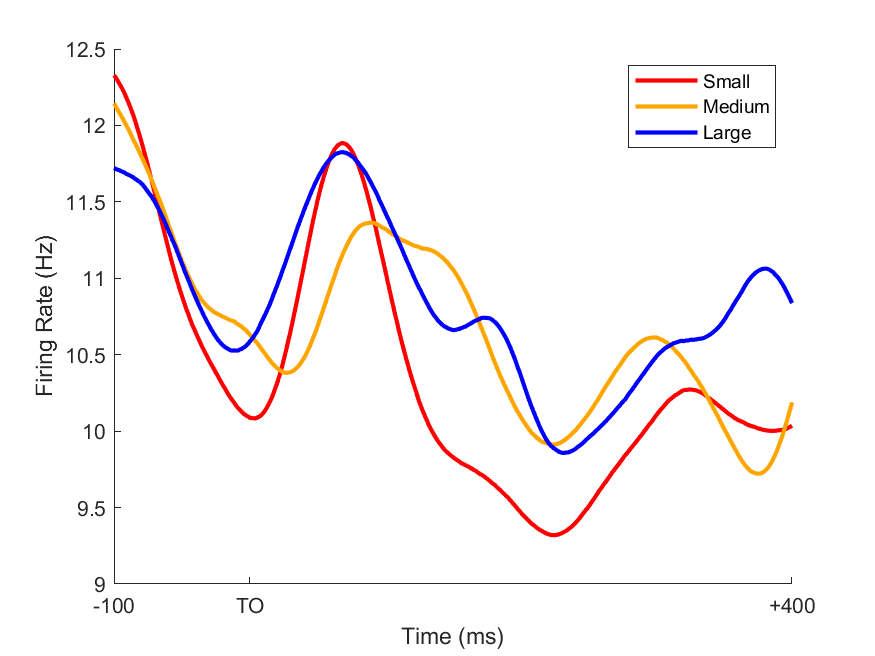 12.5
12
11.5
11
10.5
10
9.5
9
Firing Rate (Hz)
Small
Medium
Large
-100
TO
+400
Time (ms)